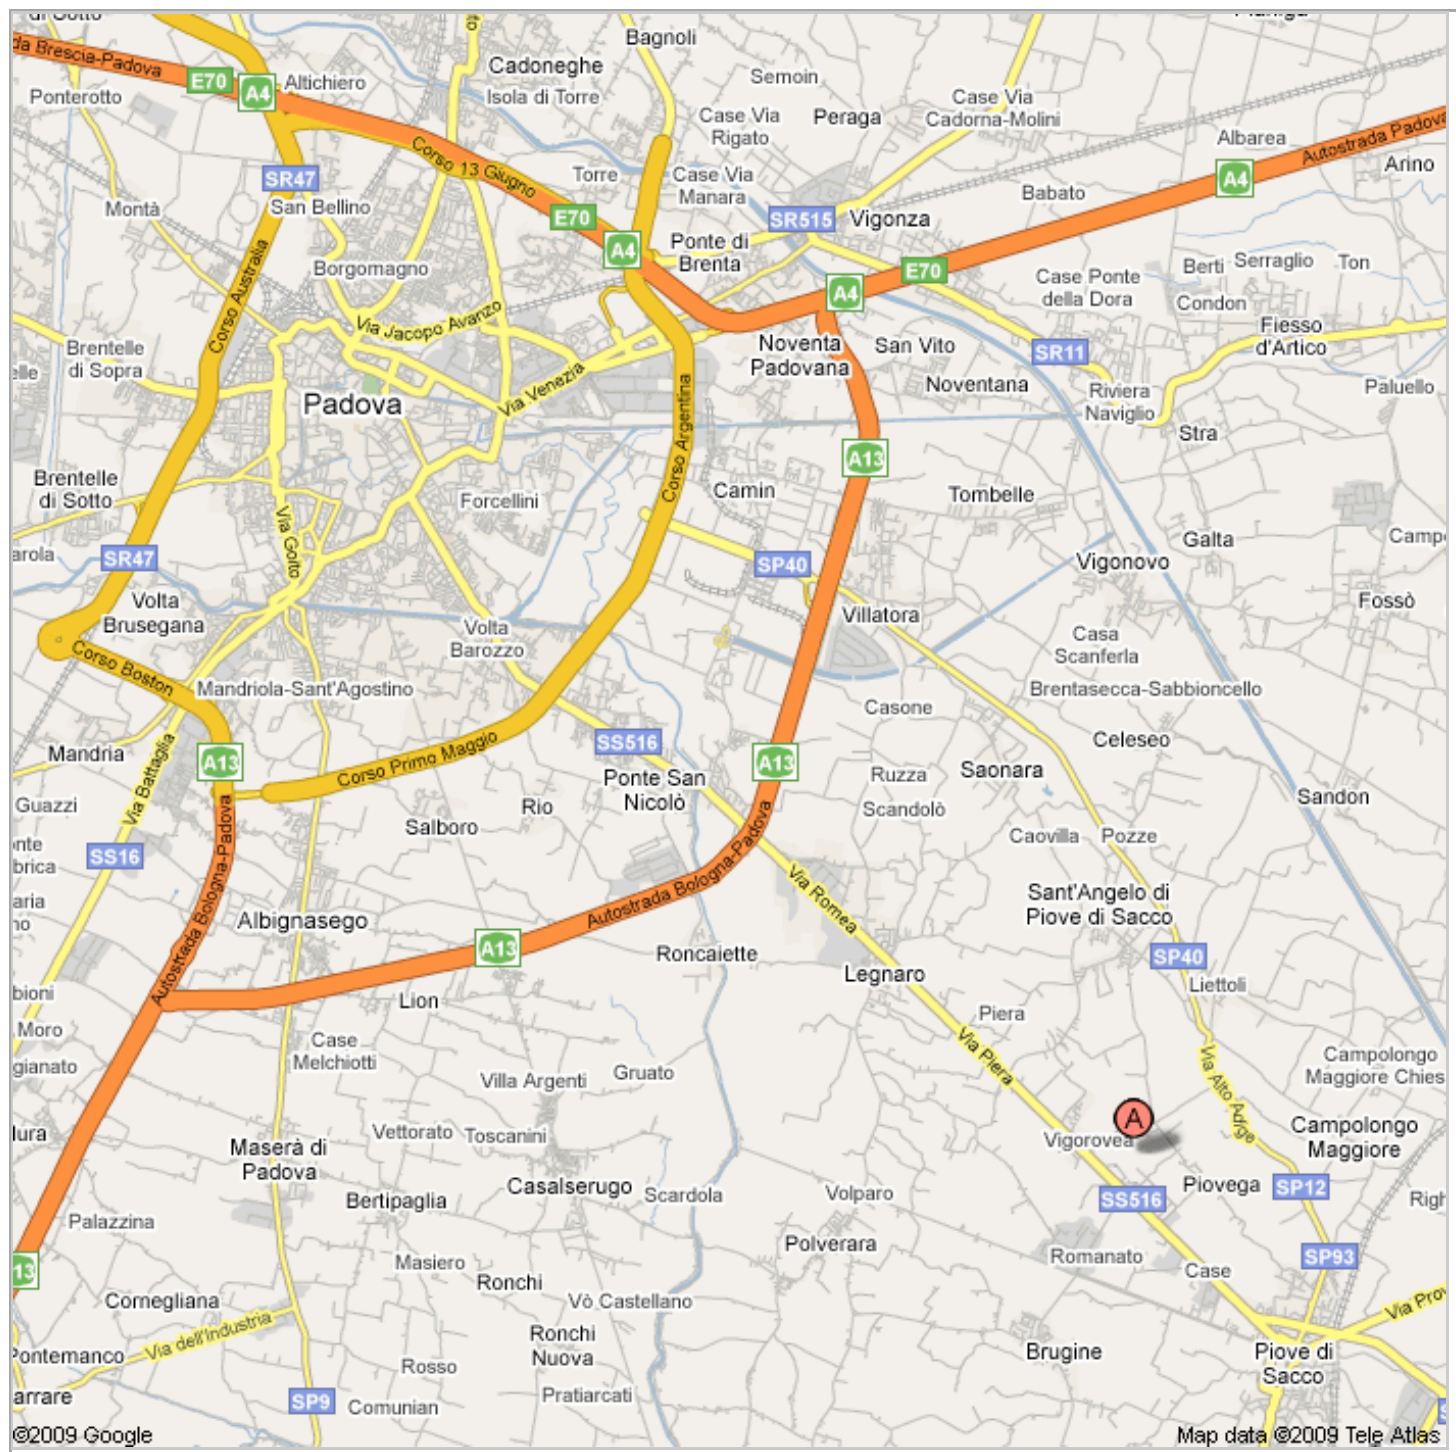 Bagnoli
da Brescia-Padova
Cadoneghe
E70
A4
Altichiero
Semoin
Ponterotto
Isola di Torre
Case Via
Cadorna-Molini
Case Via
Rigato
Peraga
Albarea
Autostrada Padova
Corso 13 Giugno
Arino
SR47
Torre
Case Via
Manara
A4
Babato
Montà
San Bellino
E70
SR515
Vigonza
A4
Ponte di
Brenta
Corso Australia
Borgomagno
E70
Case Ponte
della Dora
Berti
Serraglio
Ton
A4
Condon
Via Jacopo Avanzo
Fiesso
d'Artico
Brentelle
di Sopra
Noventa
Padovana
San Vito
SR11
Noventana
Riviera
Naviglio
Paluello
Via Venezia
Padova
Corso Argentina
Stra
A13
Brentelle
di Sotto
Forcellini
Camin
Tombelle
Via Goito
Galta
SR47
SP40
Vigonovo
Volta
Brusegana
Villatora
Fossò
Volta
Barozzo
Casa
Scanferla
Corso Boston
Mandriola-Sant'Agostino
Brentasecca-Sabbioncello
Casone
Mandria
A13
SS516
Celeseo
Corso Primo Maggio
A13
Via Battaglia
Ponte San
Nicolò
Ruzza
Saonara
Guazzi
Rio
Scandolò
Sandon
Salboro
Caovilla
Pozze
SS16
Autostrada Bologna-Padova
Autostrada Bologna-Padova
Via Romea
Sant'Angelo di
Piove di Sacco
Albignasego
A13
Roncaiette
SP40
Legnaro
Liettoli
Lion
Piera
Moro
Case
Melchiotti
Via Piera
Via Alto Adige
Campolongo
Maggiore Chies
Villa Argenti
Gruato
A
Vettorato
Toscanini
Vigorovea
Campolongo
Maggiore
Maserà di
Padova
Casalserugo
Scardola
Volparo
SS516
Piovega
SP12
Bertipaglia
Palazzina
Polverara
Romanato
SP93
Masiero
Case
13
Ronchi
Cornegliana
Vò Castellano
Via Prov
Via dell'Industria
Ronchi
Nuova
Brugine
Piove di
Sacco
Pontemanco
Rosso
SP9
Comunian
Pratiarcati
©2009 Google
Map data ©2009 Tele Atlas